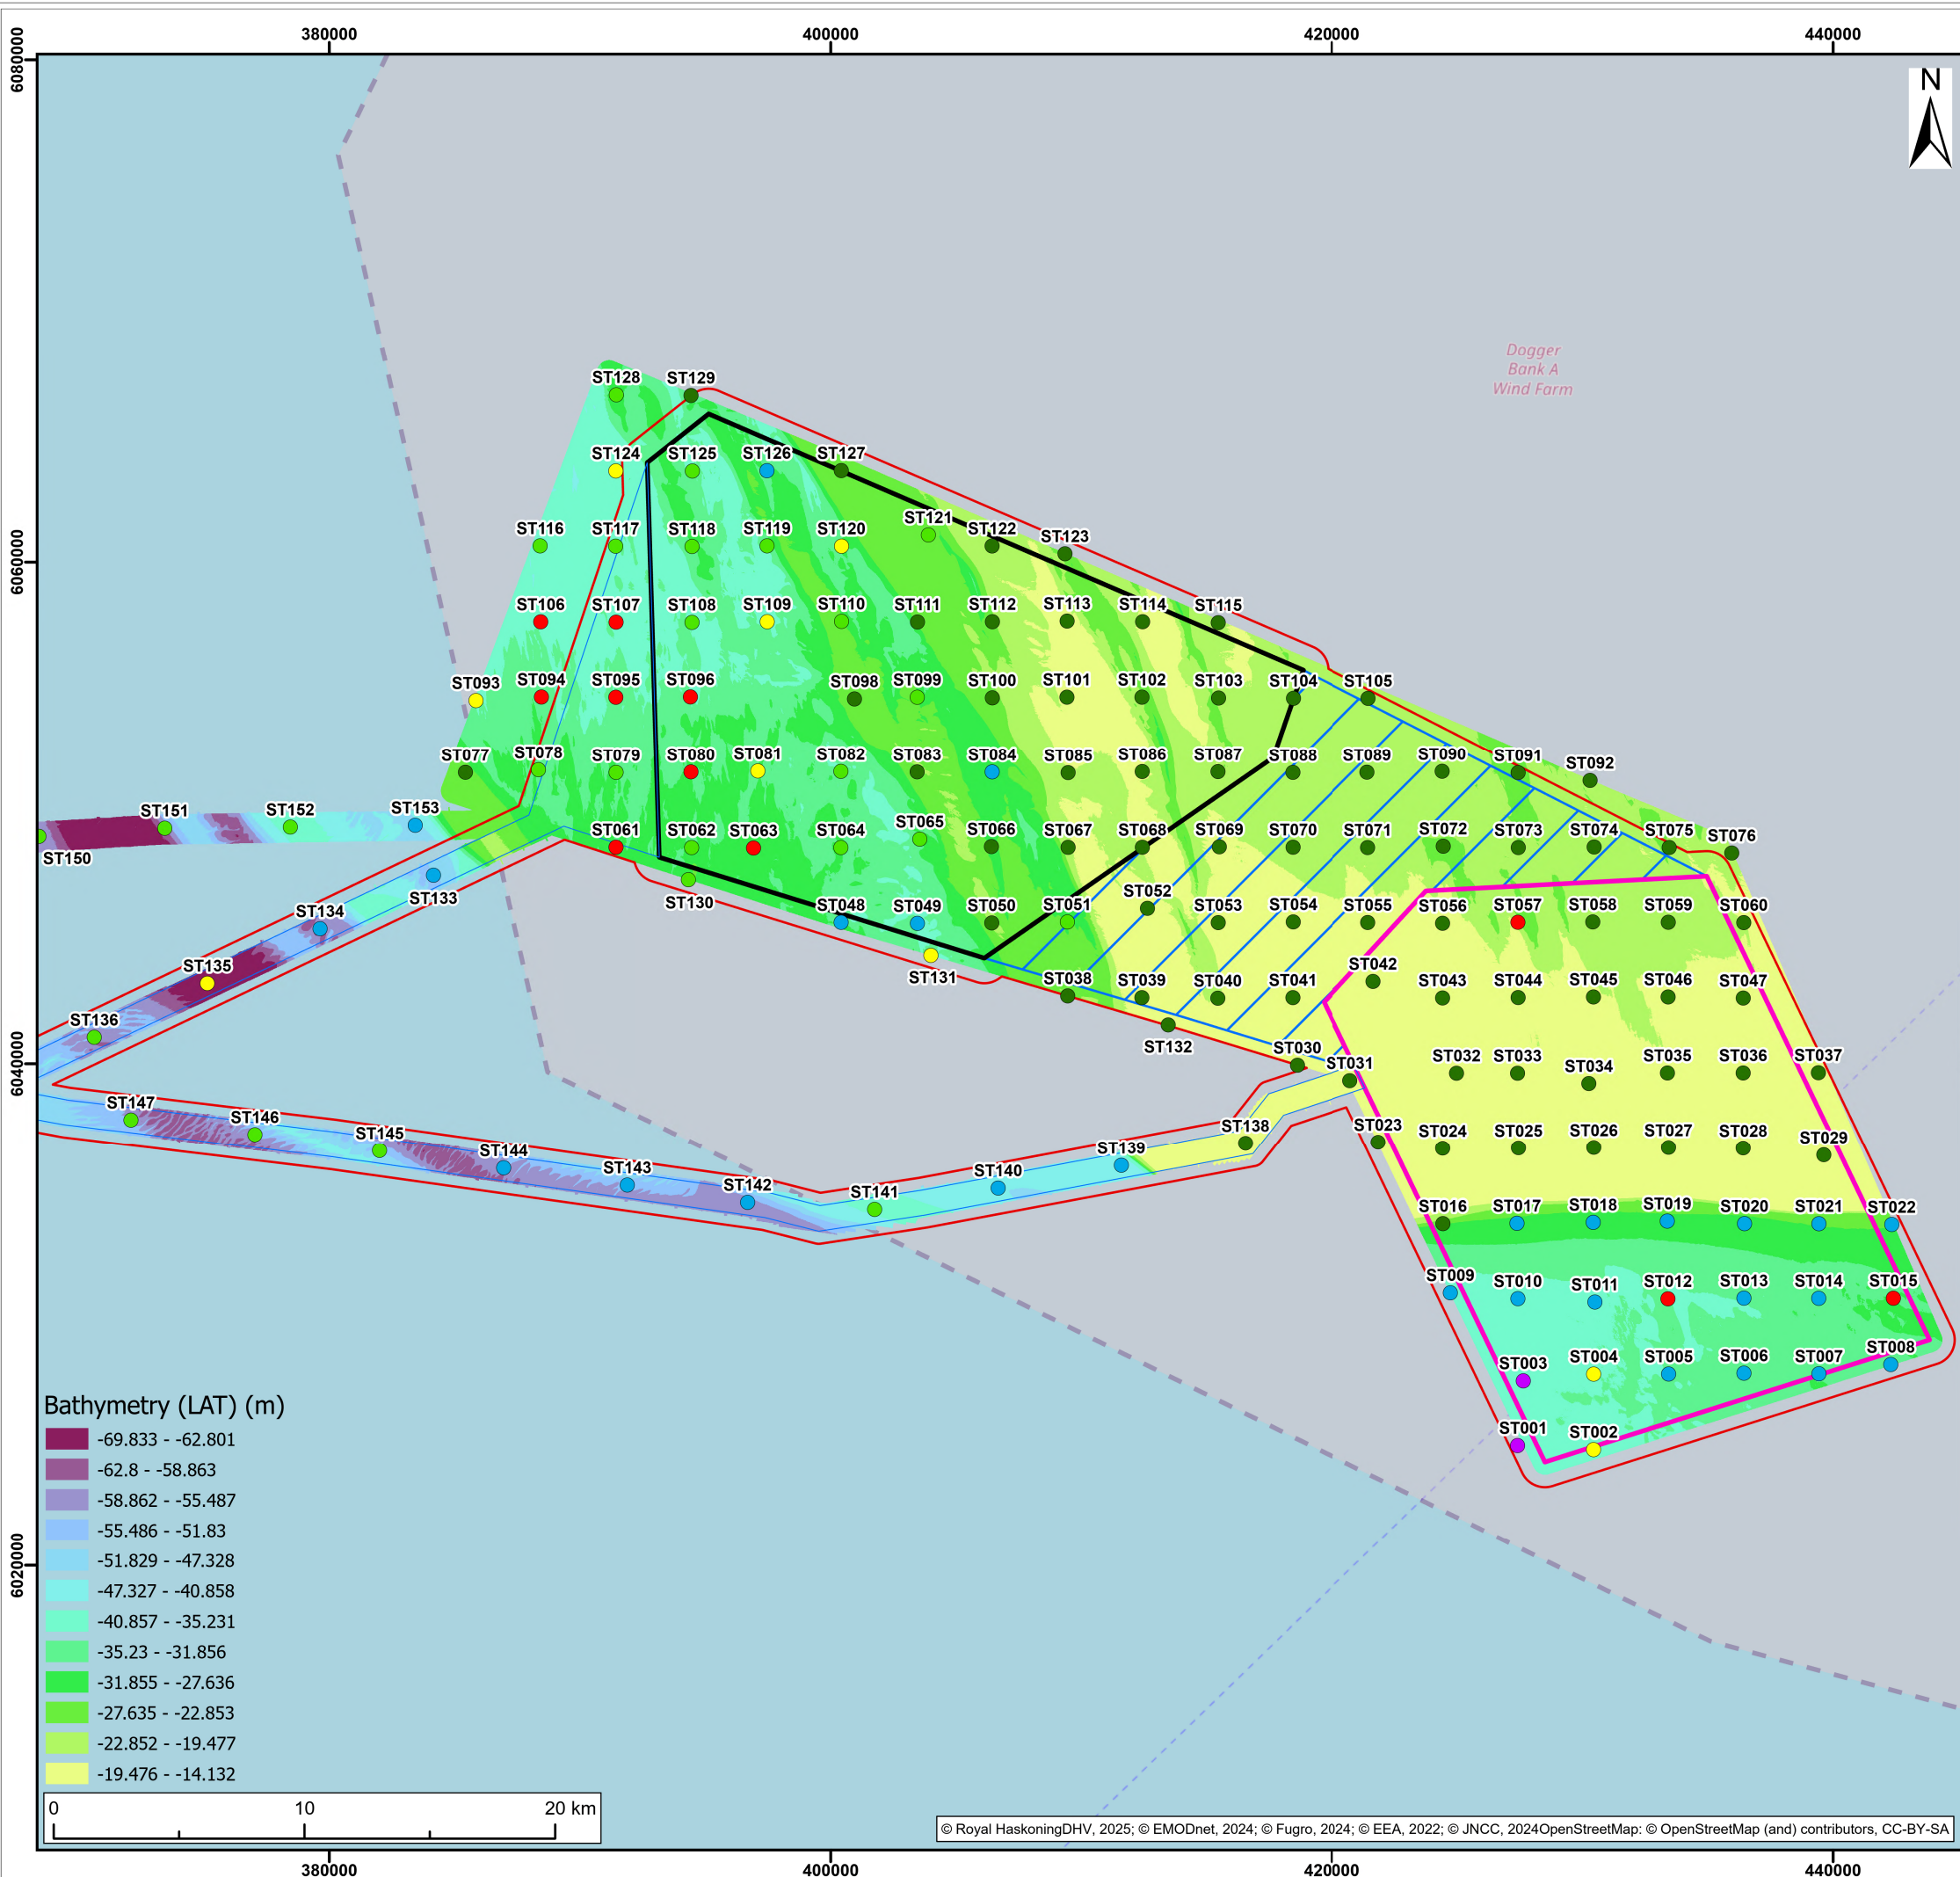 380000 400000 420000 440000
6080000
N
Dogger
Bank A
Wind Farm
ST128 ST129
ST124 ST125 ST126 ST127
ST116 ST117 ST118 ST119 ST120 ST121 ST122 ST123
6060000
ST106 ST107 ST108 ST109 ST110 ST111 ST112 ST113 ST114 ST115
ST093 ST094 ST095 ST096 ST098 ST099 ST100 ST101 ST102 ST103 ST104 ST105
ST077 ST078 ST079 ST080 ST081 ST082 ST083 ST084 ST085 ST086 ST087 ST088 ST089 ST090 ST091 ST092
ST151 ST152 ST153
ST150
ST061 ST062 ST063 ST064 ST065 ST066 ST067 ST068 ST069 ST070 ST071 ST072 ST073 ST074 ST075 ST076
ST134 ST133 ST130 ST048 ST049 ST050 ST051 ST052 ST053 ST054 ST055 ST056 ST057 ST058 ST059 ST060
ST135 ST131 ST038 ST039 ST040 ST041 ST042 ST043 ST044 ST045 ST046 ST047
ST136 ST132 ST030 ST031 ST032 ST033 ST034 ST035 ST036 ST037
6040000
ST147 ST146 ST145 ST144 ST143 ST142 ST141 ST140 ST139 ST138 ST023 ST024 ST025 ST026 ST027 ST028 ST029
ST016 ST017 ST018 ST019 ST020 ST021 ST022
ST009 ST010 ST011 ST012 ST013 ST014 ST015
ST003 ST004 ST005 ST006 ST007 ST008
ST001 ST002
6020000
Bathymetry (LAT) (m)
-69.833 - -62.801
-62.8 - -58.863
-58.862 - -55.487
-55.486 - -51.83
-51.829 - -47.328
-47.327 - -40.858
-40.857 - -35.231
-35.23 - -31.856
-31.855 - -27.636
-27.635 - -22.853
-22.852 - -19.477
-19.476 - -14.132
0 10 20 km
© Royal HaskoningDHV, 2025; © EMODnet, 2024; © Fugro, 2024; © EEA, 2022; © JNCC, 2024OpenStreetMap: © OpenStreetMap (and) contributors, CC-BY-SA
380000 400000 420000 440000